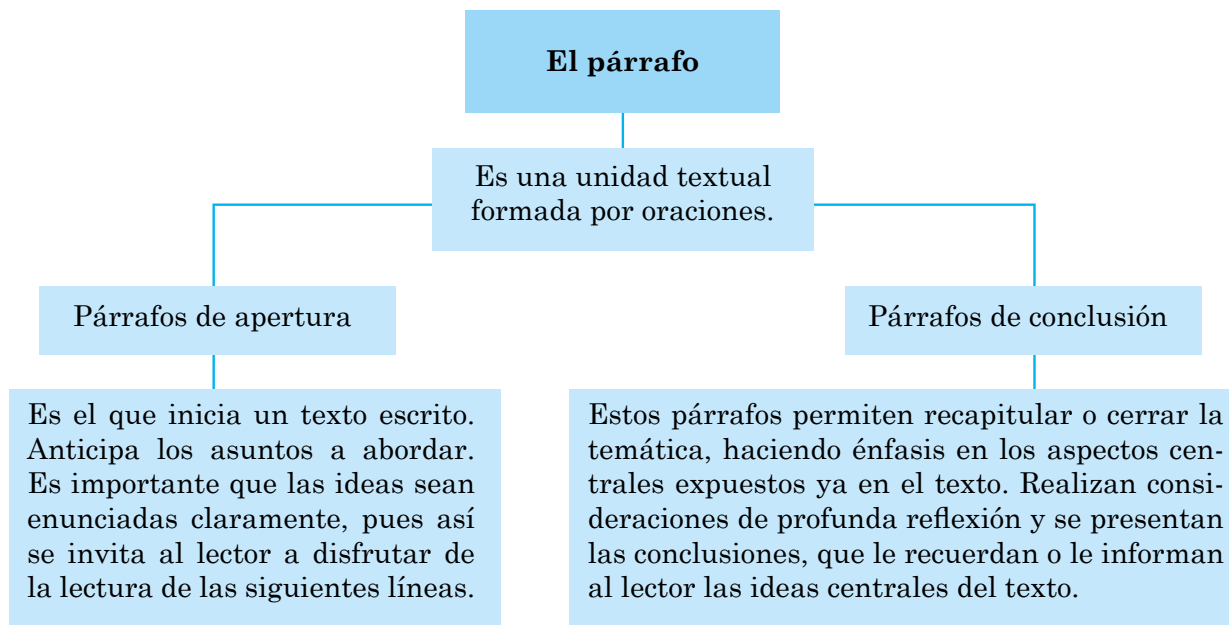 El párrafo
Es una unidad textual
formada por oraciones.
Párrafos de apertura
Párrafos de conclusión
Es el que inicia un texto escrito.
Anticipa los asuntos a abordar.
Es importante que las ideas sean
enunciadas claramente, pues así
se invita al lector a disfrutar de
la lectura de las siguientes líneas.
Estos párrafos permiten recapitular o cerrar la
temática, haciendo énfasis en los aspectos cen-
trales expuestos ya en el texto. Realizan consi-
deraciones de profunda reflexión y se presentan
las conclusiones, que le recuerdan o le informan
al lector las ideas centrales del texto.